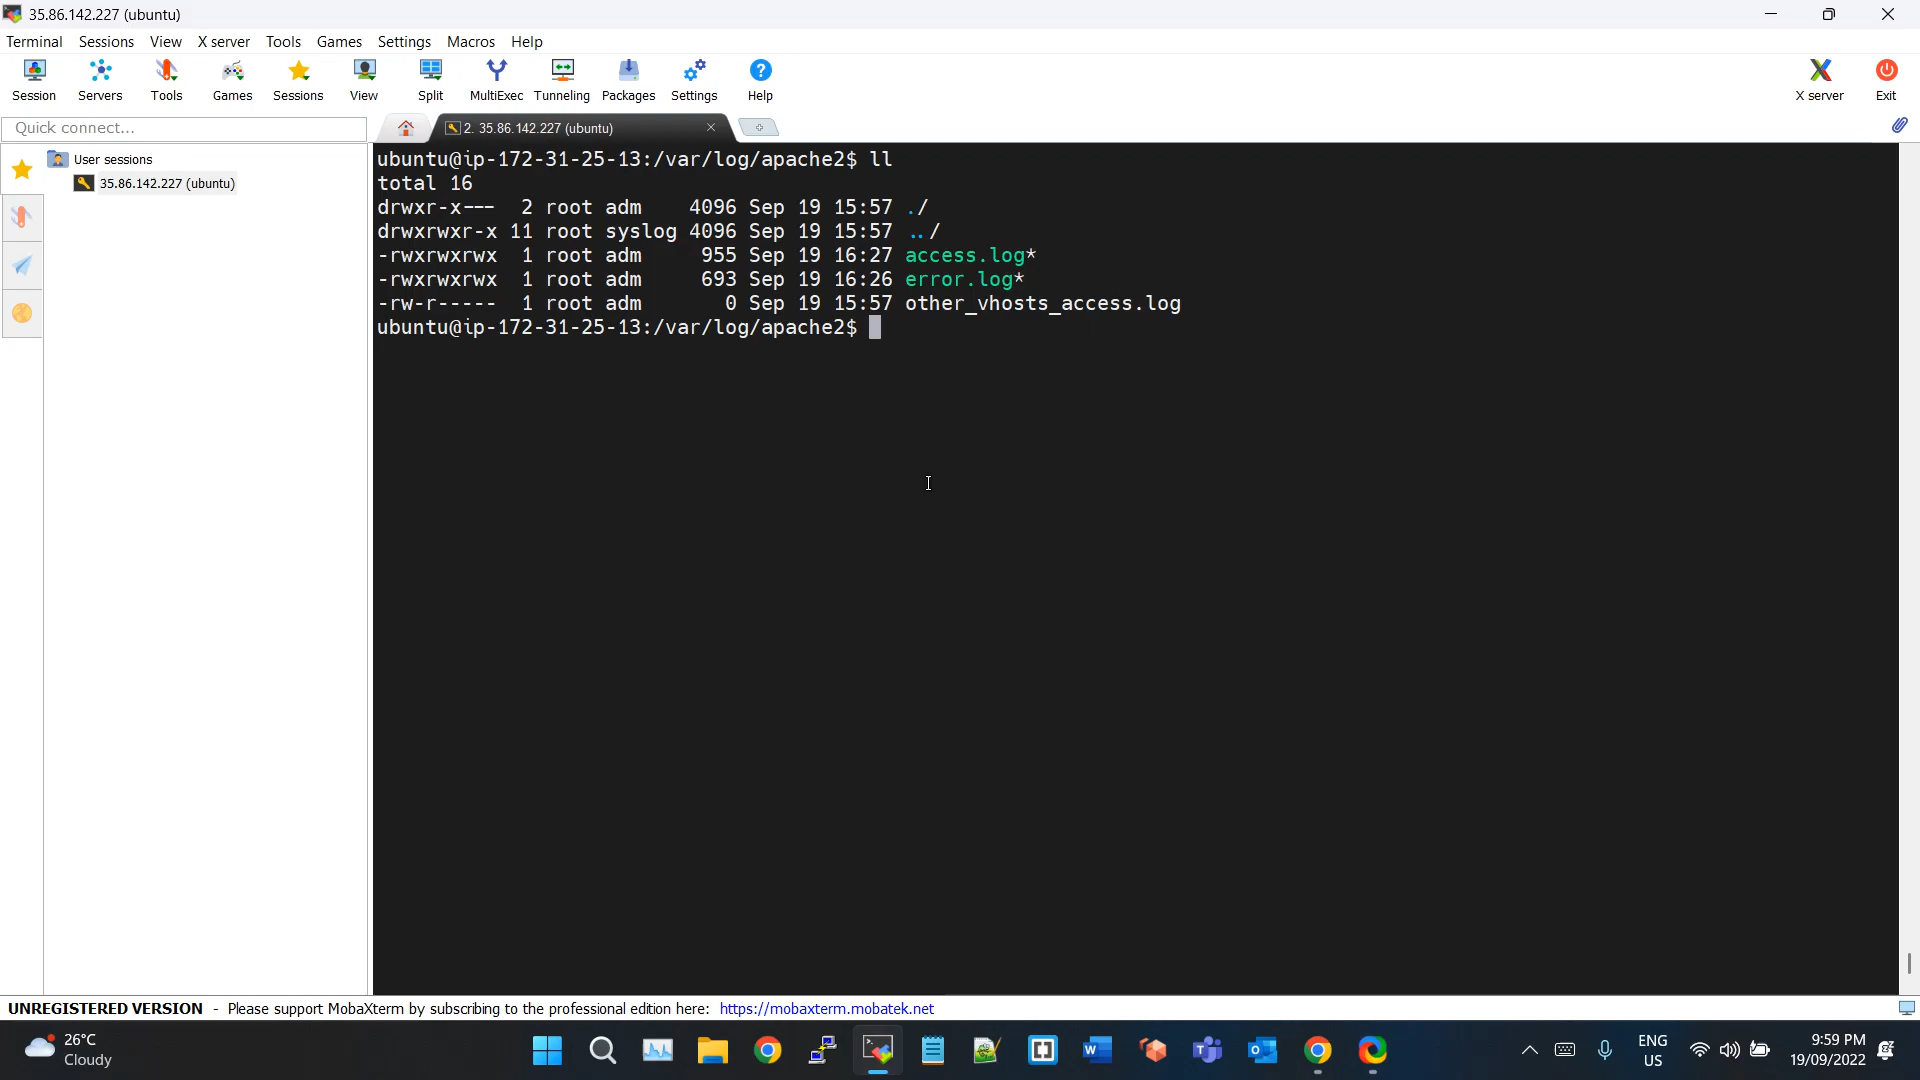 35.86.142.227 (ubuntu)
Terminal Sessions View X server Tools Games Settings Macros Help
Session Servers Tools Games Sessions View Split MultiExec Tunneling Packages Settings Help X server Exit
Quick connect...
2. 35.86.142.227 (ubuntu)
User sessions
35.86.142.227 (ubuntu)
ubuntu@ip-172-31-25-13:/var/log/apache2$ ll
total 16
drwxr-x--- 2 root adm 4096 Sep 19 15:57 ./
drwxrwxr-x 11 root syslog 4096 Sep 19 15:57 ../
-rwxrwxrwx 1 root adm 955 Sep 19 16:27 access.log*
-rwxrwxrwx 1 root adm 693 Sep 19 16:26 error.log*
-rw-r----- 1 root adm 0 Sep 19 15:57 other_vhosts_access.log
ubuntu@ip-172-31-25-13:/var/log/apache2$
UNREGISTERED VERSION - Please support MobaXterm by subscribing to the professional edition here: https://mobaxterm.mobatek.net
26°C
Cloudy
ENG
US
9:59 PM
19/09/2022